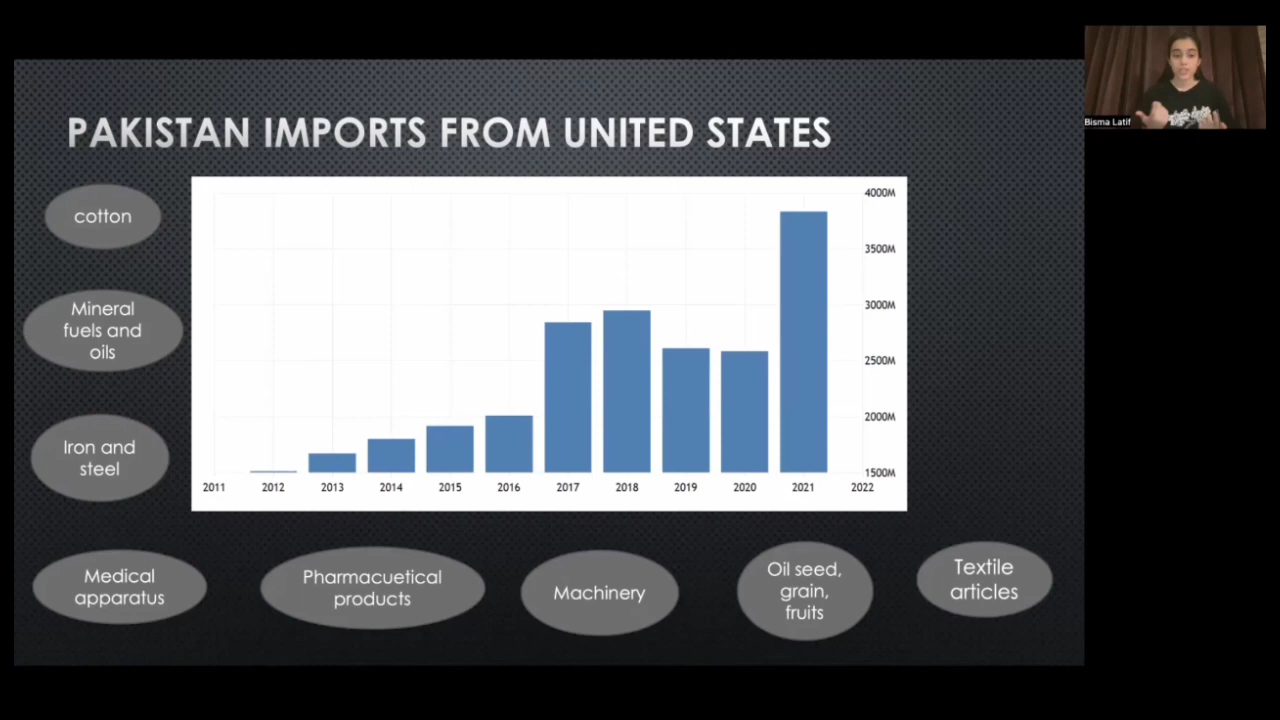 PAKISTAN IMPORTS FROM UNITED STATES
Bisma Latif
cotton
Mineral
fuels and
oils
Iron and
steel
4000M
3500M
3000M
2500M
2000M
1500M
2011 2012 2013 2014 2015 2016 2017 2018 2019 2020 2021 2022
Medical
apparatus
Pharmacuetical
products
Machinery
Oil seed,
grain,
fruits
Textile
articles